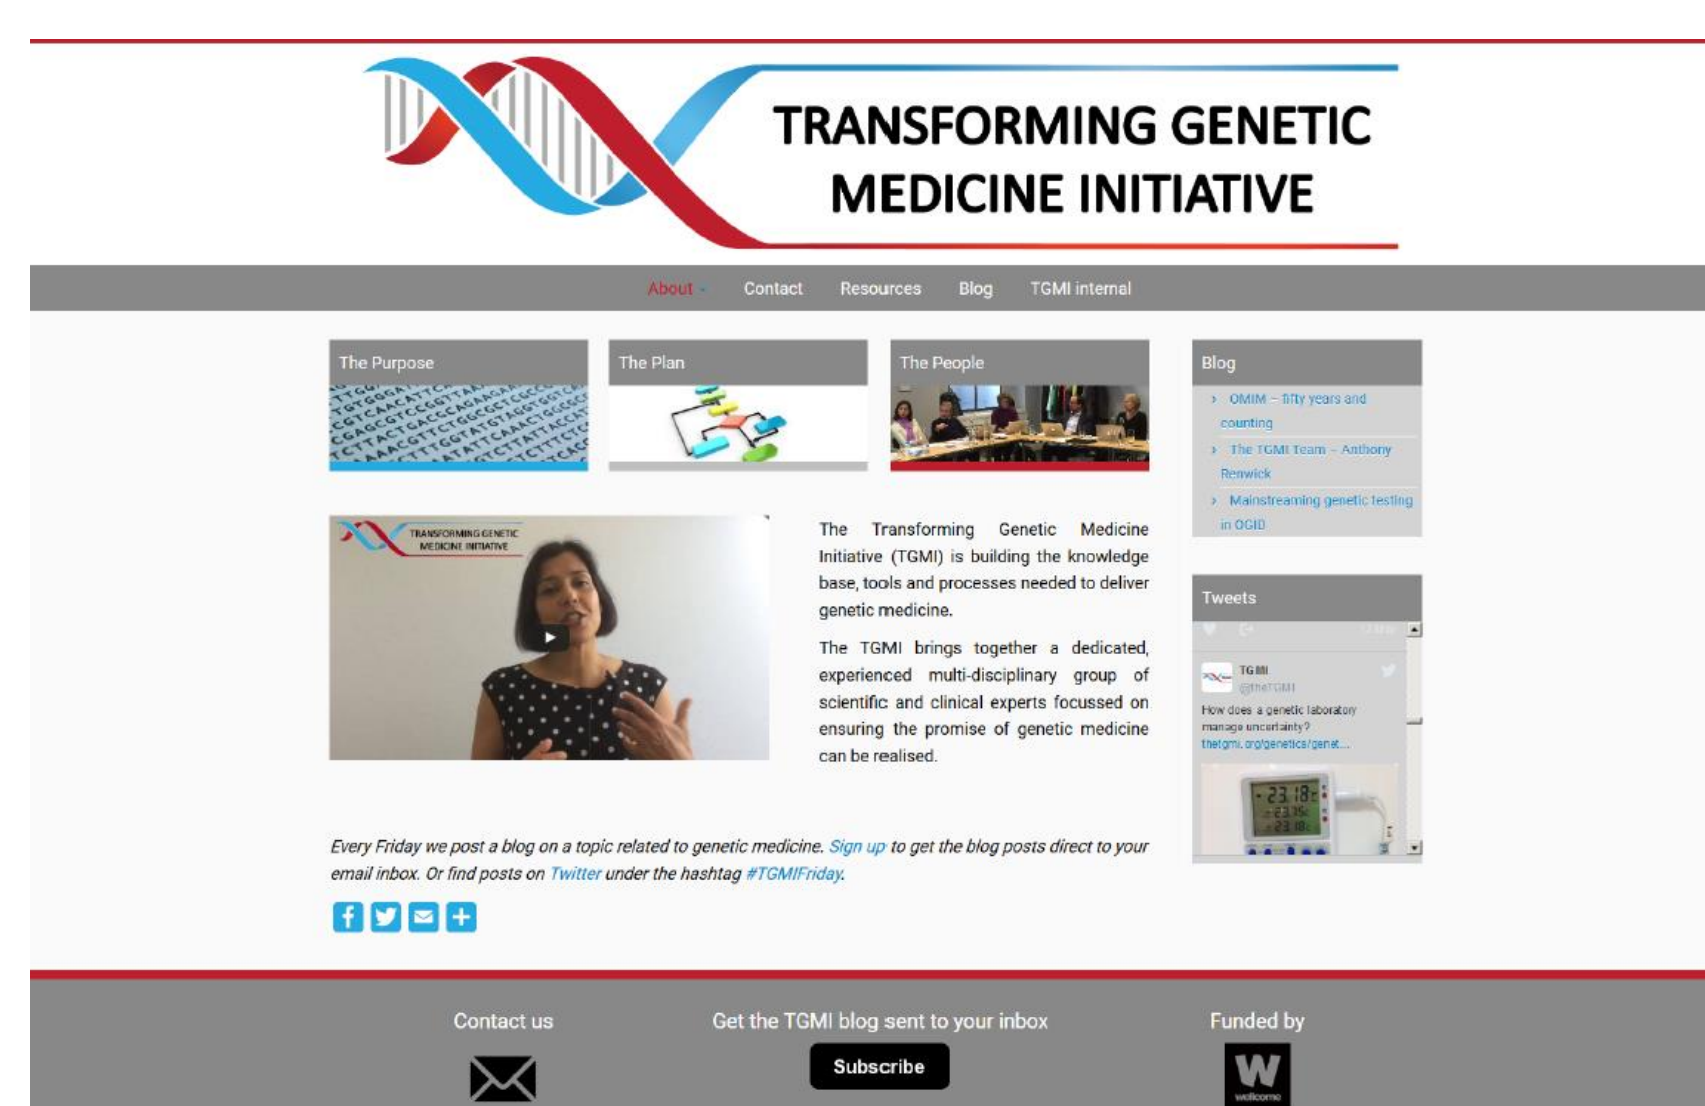 TRANSFORMING GENETIC
MEDICINE INITIATIVE
About
Contact
Resources
Blog
TGMI internal
The Purpose
The Plan
The People
TRANSFORMING GENETIC
MEDICINE INITIATIVE
The Transforming Genetic Medicine
Initiative (TGMI) is building the knowledge
base, tools and processes needed to deliver
genetic medicine.
The TGMI brings together a dedicated,
experienced multi-disciplinary group of
scientific and clinical experts focussed on
ensuring the promise of genetic medicine
can be realised.
Every Friday we post a blog on a topic related to genetic medicine. Sign up to get the blog posts direct to your
email inbox. Or find posts on Twitter under the hashtag #TGMIFriday.
Blog
OMIM – fifty years and
counting
The TGMI Team – Anthony
Renwick
Mainstreaming genetic testing
in OGID
Tweets
TGMI
@theTGMI
How does a genetic laboratory
manage uncertainty?
thetgmi.org/genetics/genet…
Contact us
Get the TGMI blog sent to your inbox
Subscribe
Funded by
W
wellcome